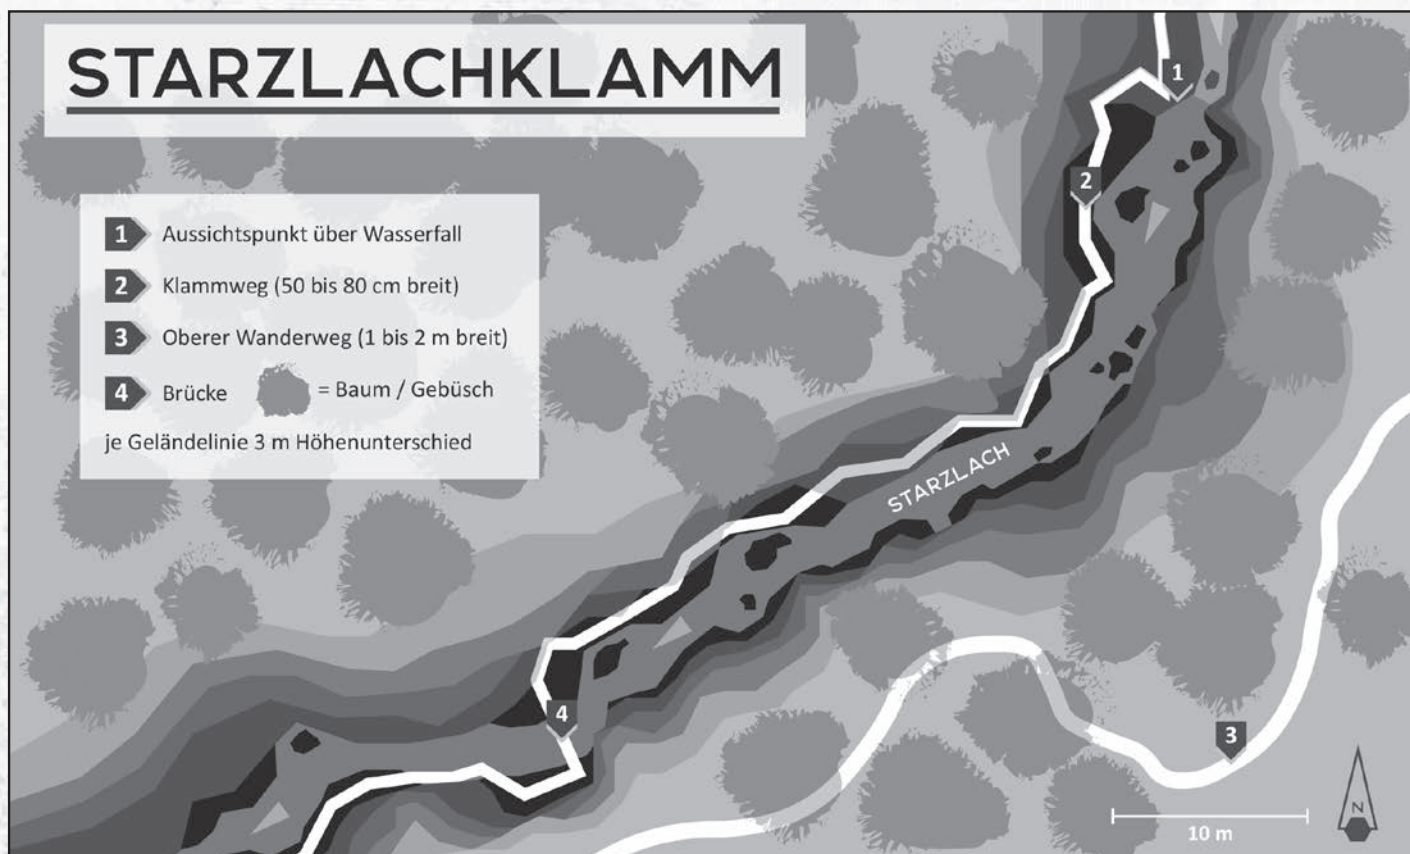 STARZLACHKLAMM
1 Aussichtspunkt über Wasserfall
2 Klammweg (50 bis 80 cm breit)
3 Oberer Wanderweg (1 bis 2 m breit)
4 Brücke = Baum / Gebüsch
je Geländelinie 3 m Höhenunterschied
1
2
STARZLACH
4
3
10 m
N